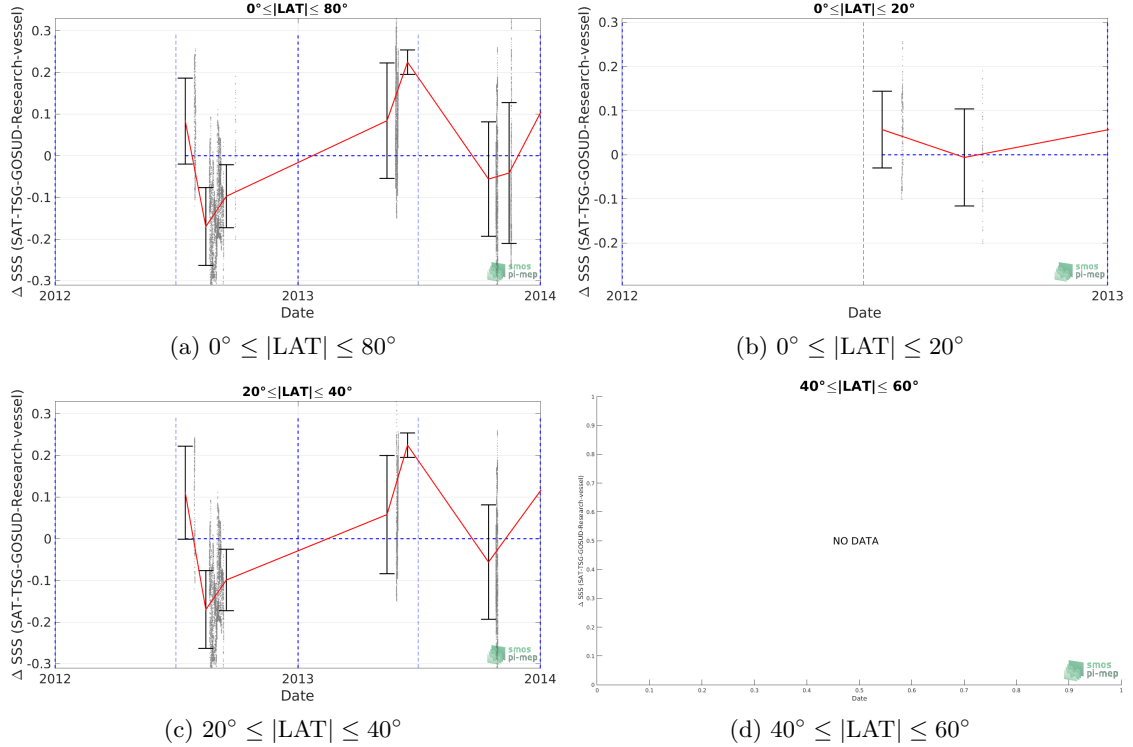 0°≤|LAT|≤ 80°
Δ SSS (SAT-TSG-GOSUD-Research-vessel)
0.3
0.2
0.1
0
-0.1
-0.2
-0.3
2012
2013
2014
Date
smos
pi-mep
(a) 0° ≤ |LAT| ≤ 80°
0°≤|LAT|≤ 20°
Δ SSS (SAT-TSG-GOSUD-Research-vessel)
0.3
0.2
0.1
0
-0.1
-0.2
2012
2013
Date
smos
pi-mep
(b) 0° ≤ |LAT| ≤ 20°
20°≤|LAT|≤ 40°
Δ SSS (SAT-TSG-GOSUD-Research-vessel)
0.3
0.2
0.1
0
-0.1
-0.2
-0.3
2012
2013
2014
Date
smos
pi-mep
(c) 20° ≤ |LAT| ≤ 40°
40°≤|LAT|≤ 60°
Δ SSS (SAT-TSG-GOSUD-Research-vessel)
1
0.9
0.8
0.7
0.6
0.5
0.4
0.3
0.2
0.1
0
NO DATA
0 0.1 0.2 0.3 0.4 0.5 0.6 0.7 0.8 0.9 1
Date
smos
pi-mep
(d) 40° ≤ |LAT| ≤ 60°